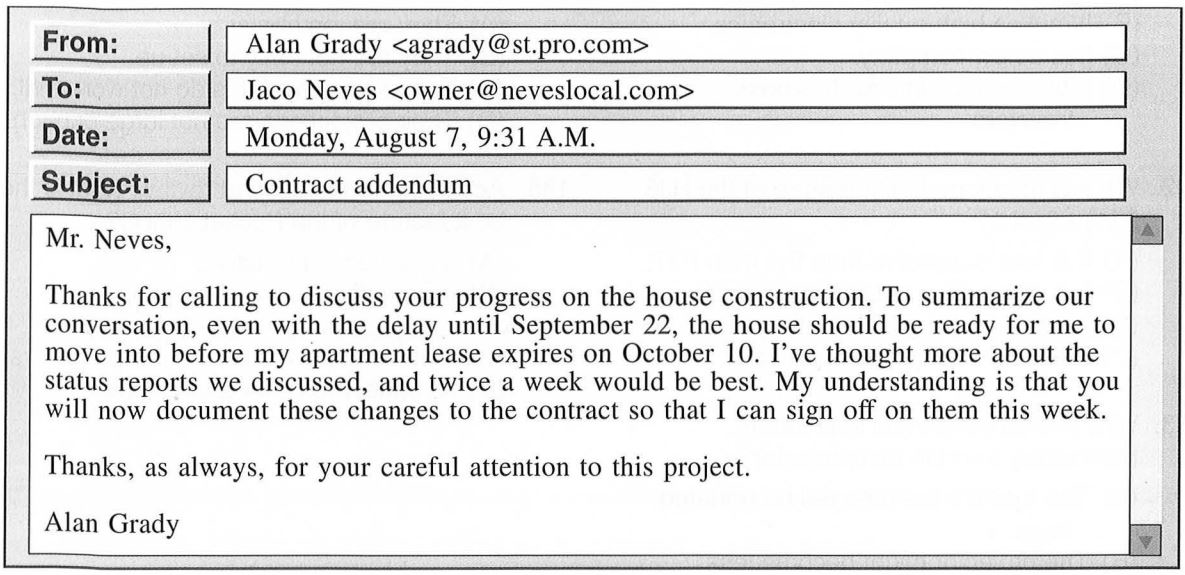 From: Alan Grady <agrady@st.pro.com>
To: Jaco Neves <owner@neveslocal.com>
Date: Monday, August 7, 9:31 A.M.
Subject: Contract addendum
Mr. Neves,
Thanks for calling to discuss your progress on the house construction. To summarize our
conversation, even with the delay until September 22, the house should be ready for me to
move into before my apartment lease expires on October 10. I've thought more about the
status reports we discussed, and twice a week would be best. My understanding is that you
will now document these changes to the contract so that I can sign off on them this week.
Thanks, as always, for your careful attention to this project.
Alan Grady